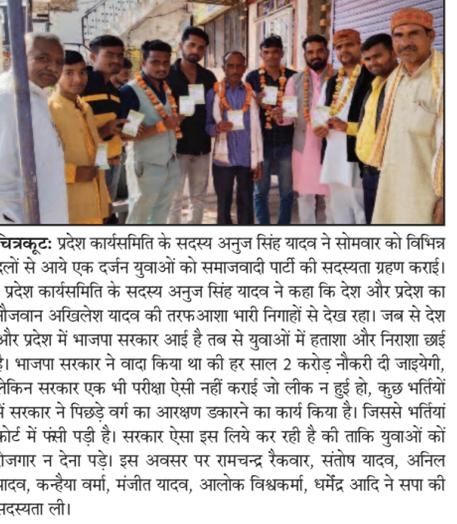 चित्रकूट: प्रदेश कार्यसमिति के सदस्य अनुज सिंह यादव ने सोमवार को विभिन्न
दलों से आये एक दर्जन युवाओं को समाजवादी पार्टी की सदस्यता ग्रहण कराई।
प्रदेश कार्यसमिति के सदस्य अनुज सिंह यादव ने कहा कि देश और प्रदेश का
नौजवान अखिलेश यादव की तरफआशा भारी निगाहों से देख रहा। जब से देश
और प्रदेश में भाजपा सरकार आई है तब से युवाओं में हताशा और निराशा छाई
है। भाजपा सरकार ने वादा किया था की हर साल 2 करोड़ नौकरी दी जाइयेगी,
लेकिन सरकार एक भी परीक्षा ऐसी नहीं कराई जो लीक न हुई हो, कुछ भर्तियों
में सरकार ने पिछड़े वर्ग का आरक्षण डकारने का कार्य किया है। जिससे भर्तियां
कोर्ट में फ्ंसी पड़ी है। सरकार ऐसा इस लिये कर रही है की ताकि युवाओं कों
रोजगार न देना पड़े। इस अवसर पर रामचन्द्र रैकवार, संतोष यादव, अनिल
यादव, कन्हैया वर्मा, मंजीत यादव, आलोक विश्वकर्मा, धर्मेंद्र आदि ने सपा की
सदस्यता ली।